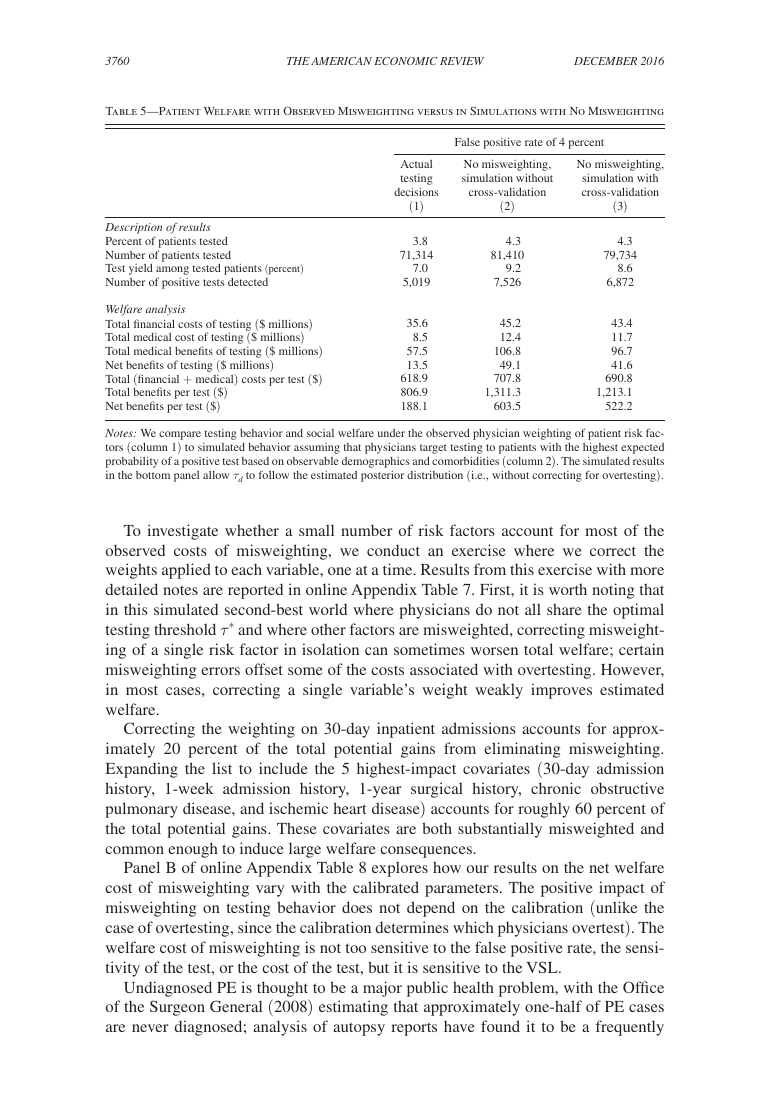 3760 THE AMERICAN ECONOMIC REVIEW DECEMBER 2016
Table 5—Patient Welfare with Observed Misweighting versus in Simulations with No Misweighting
False positive rate of 4 percent
Actual testing decisions (1) No misweighting, simulation without cross-validation (2) No misweighting, simulation with cross-validation (3)
Description of results
Percent of patients tested 3.8 4.3 4.3
Number of patients tested 71,314 81,410 79,734
Test yield among tested patients (percent) 7.0 9.2 8.6
Number of positive tests detected 5,019 7,526 6,872
Welfare analysis
Total financial costs of testing ($ millions) 35.6 45.2 43.4
Total medical cost of testing ($ millions) 8.5 12.4 11.7
Total medical benefits of testing ($ millions) 57.5 106.8 96.7
Net benefits of testing ($ millions) 13.5 49.1 41.6
Total (financial + medical) costs per test ($) 618.9 707.8 690.8
Total benefits per test ($) 806.9 1,311.3 1,213.1
Net benefits per test ($) 188.1 603.5 522.2
Notes: We compare testing behavior and social welfare under the observed physician weighting of patient risk fac-
tors (column 1) to simulated behavior assuming that physicians target testing to patients with the highest expected
probability of a positive test based on observable demographics and comorbidities (column 2). The simulated results
in the bottom panel allow τd to follow the estimated posterior distribution (i.e., without correcting for overtesting).
To investigate whether a small number of risk factors account for most of the
observed costs of misweighting, we conduct an exercise where we correct the
weights applied to each variable, one at a time. Results from this exercise with more
detailed notes are reported in online Appendix Table 7. First, it is worth noting that
in this simulated second-best world where physicians do not all share the optimal
testing threshold τ* and where other factors are misweighted, correcting misweight-
ing of a single risk factor in isolation can sometimes worsen total welfare; certain
misweighting errors offset some of the costs associated with overtesting. However,
in most cases, correcting a single variable’s weight weakly improves estimated
welfare.
Correcting the weighting on 30-day inpatient admissions accounts for approx-
imately 20 percent of the total potential gains from eliminating misweighting.
Expanding the list to include the 5 highest-impact covariates (30-day admission
history, 1-week admission history, 1-year surgical history, chronic obstructive
pulmonary disease, and ischemic heart disease) accounts for roughly 60 percent of
the total potential gains. These covariates are both substantially misweighted and
common enough to induce large welfare consequences.
Panel B of online Appendix Table 8 explores how our results on the net welfare
cost of misweighting vary with the calibrated parameters. The positive impact of
misweighting on testing behavior does not depend on the calibration (unlike the
case of overtesting, since the calibration determines which physicians overtest). The
welfare cost of misweighting is not too sensitive to the false positive rate, the sensi-
tivity of the test, or the cost of the test, but it is sensitive to the VSL.
Undiagnosed PE is thought to be a major public health problem, with the Office
of the Surgeon General (2008) estimating that approximately one-half of PE cases
are never diagnosed; analysis of autopsy reports have found it to be a frequently